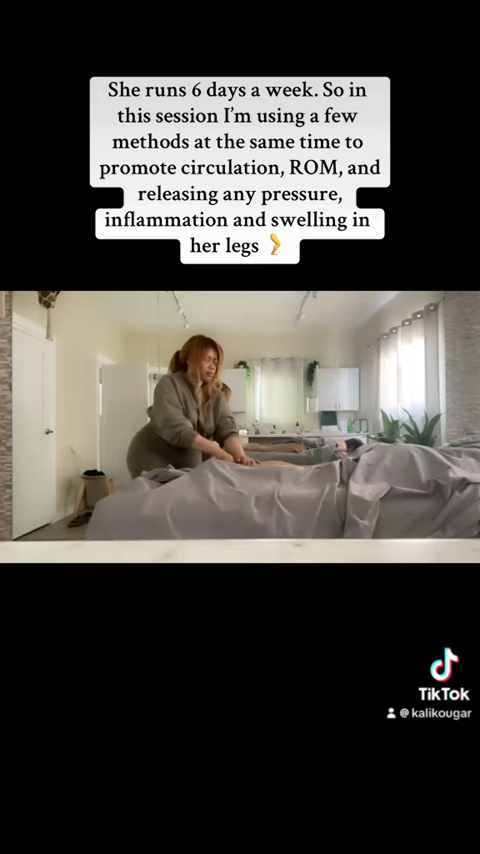 She runs 6 days a week. So in
this session I'm using a few
methods at the same time to
promote circulation, ROM, and
releasing any pressure,
inflammation and swelling in
her legs 🦵
TikTok
@kalikougar